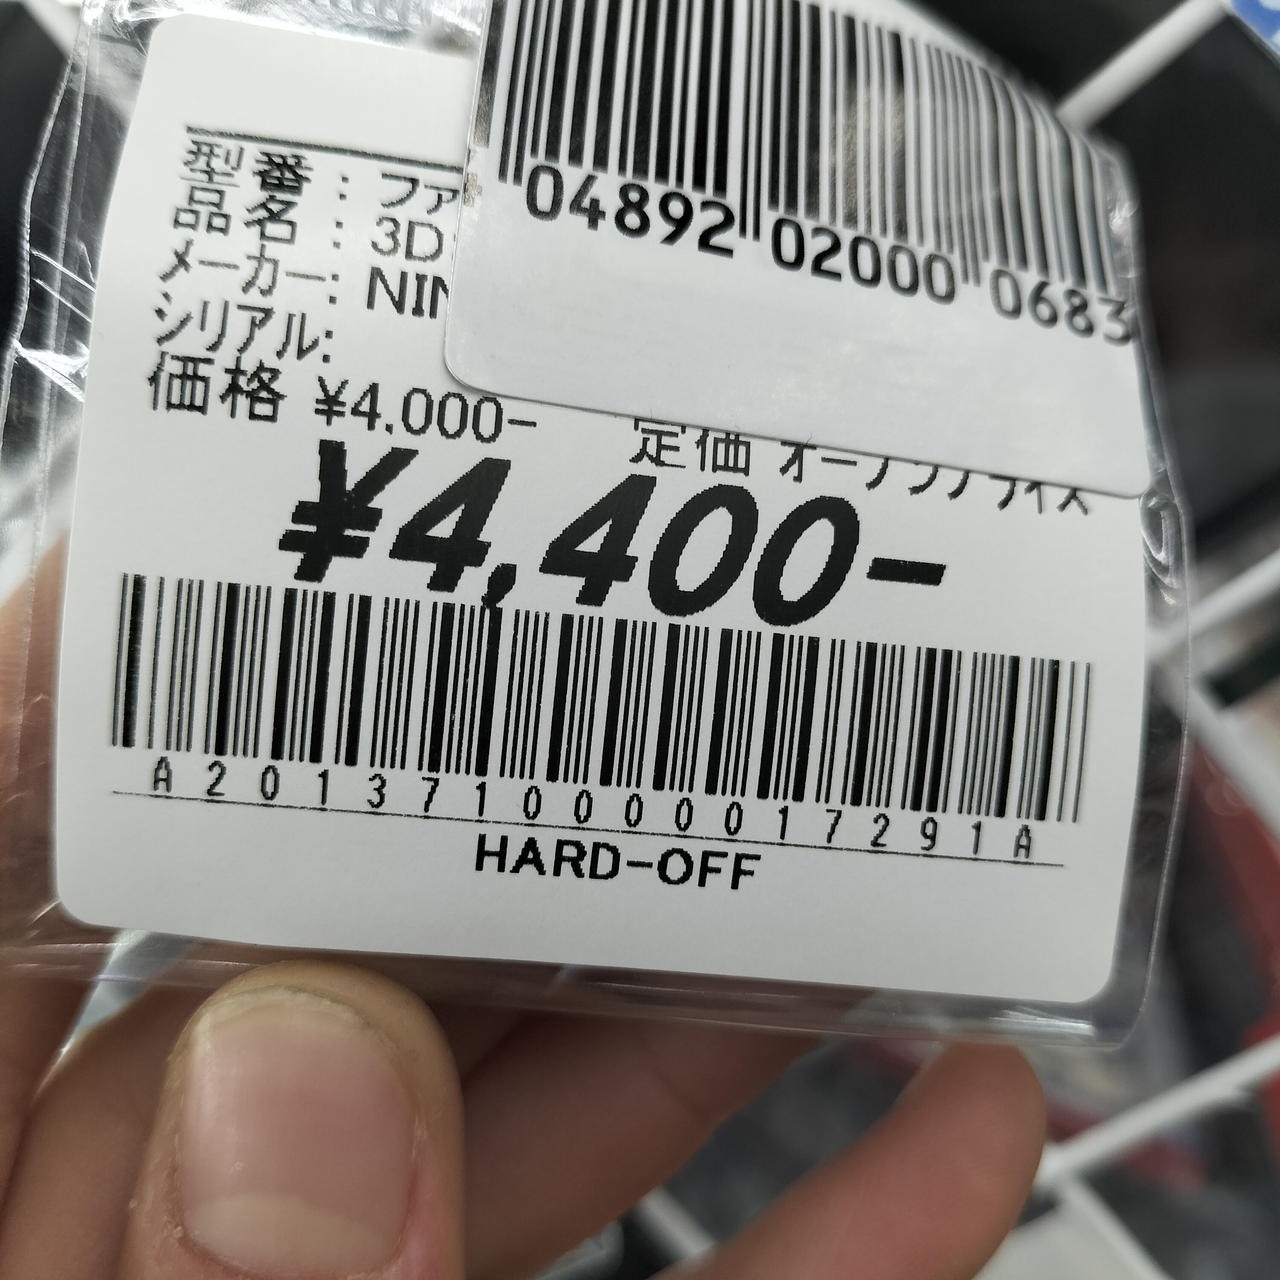 04892 02000 0683
型番 : ファ
品名 : 3D
メーカー: NIN
シリアル:
価格 ¥4,000- 定価 オープンプライス
¥4,400-
A2013710000017291A
HARD-OFF